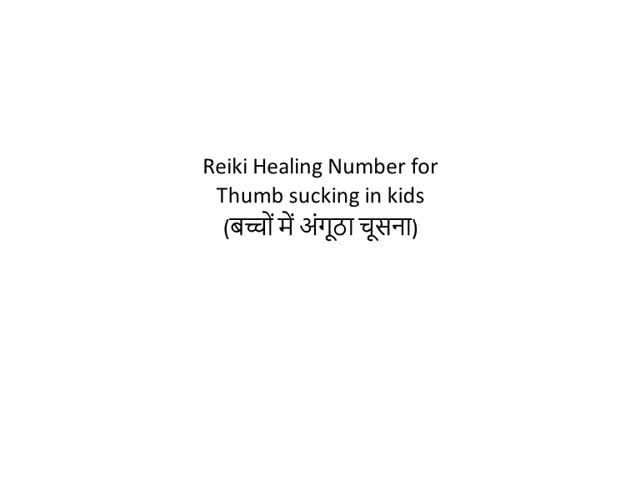 Reiki Healing Number for
Thumb sucking in kids
(बच्चों में अंगूठा चूसना)